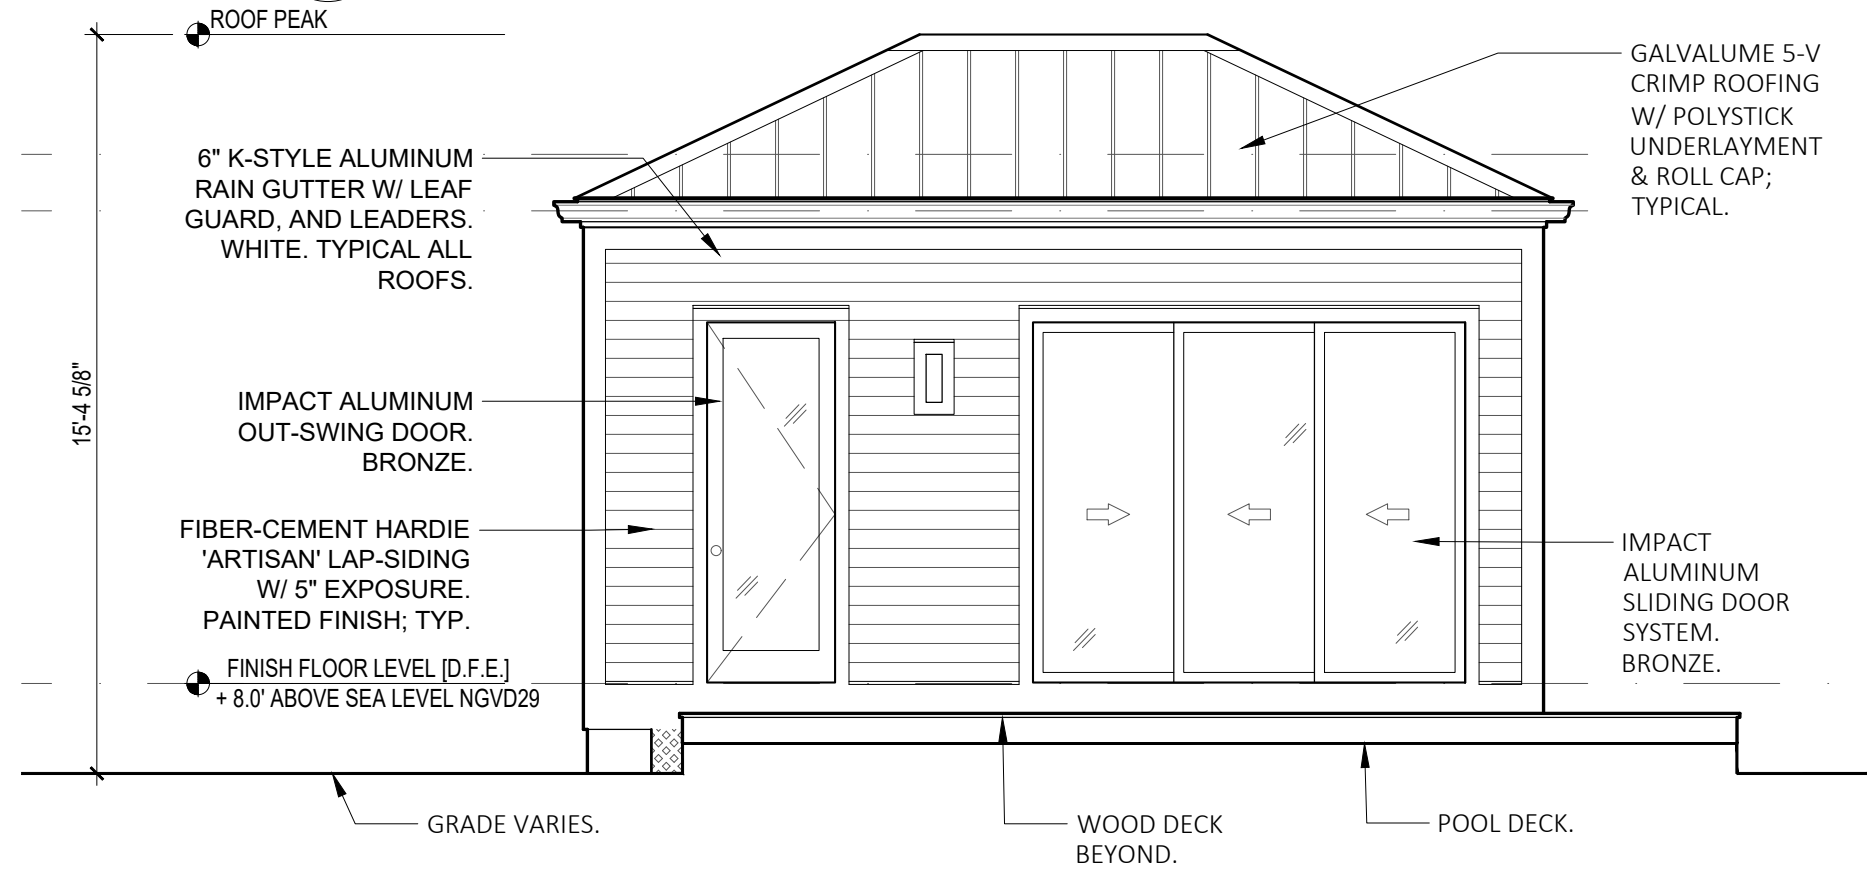 ROOF PEAK
GALVALUME 5-V
CRIMP ROOFING
W/ POLYSTICK
UNDERLAYMENT
& ROLL CAP;
TYPICAL.
6" K-STYLE ALUMINUM
RAIN GUTTER W/ LEAF
GUARD, AND LEADERS.
WHITE. TYPICAL ALL
ROOFS.
15'-4 5/8"
IMPACT ALUMINUM
OUT-SWING DOOR.
BRONZE.
FIBER-CEMENT HARDIE
'ARTISAN' LAP-SIDING
W/ 5" EXPOSURE.
PAINTED FINISH; TYP.
IMPACT
ALUMINUM
SLIDING DOOR
SYSTEM.
BRONZE.
FINISH FLOOR LEVEL [D.F.E.]
+ 8.0' ABOVE SEA LEVEL NGVD29
GRADE VARIES.
WOOD DECK
BEYOND.
POOL DECK.